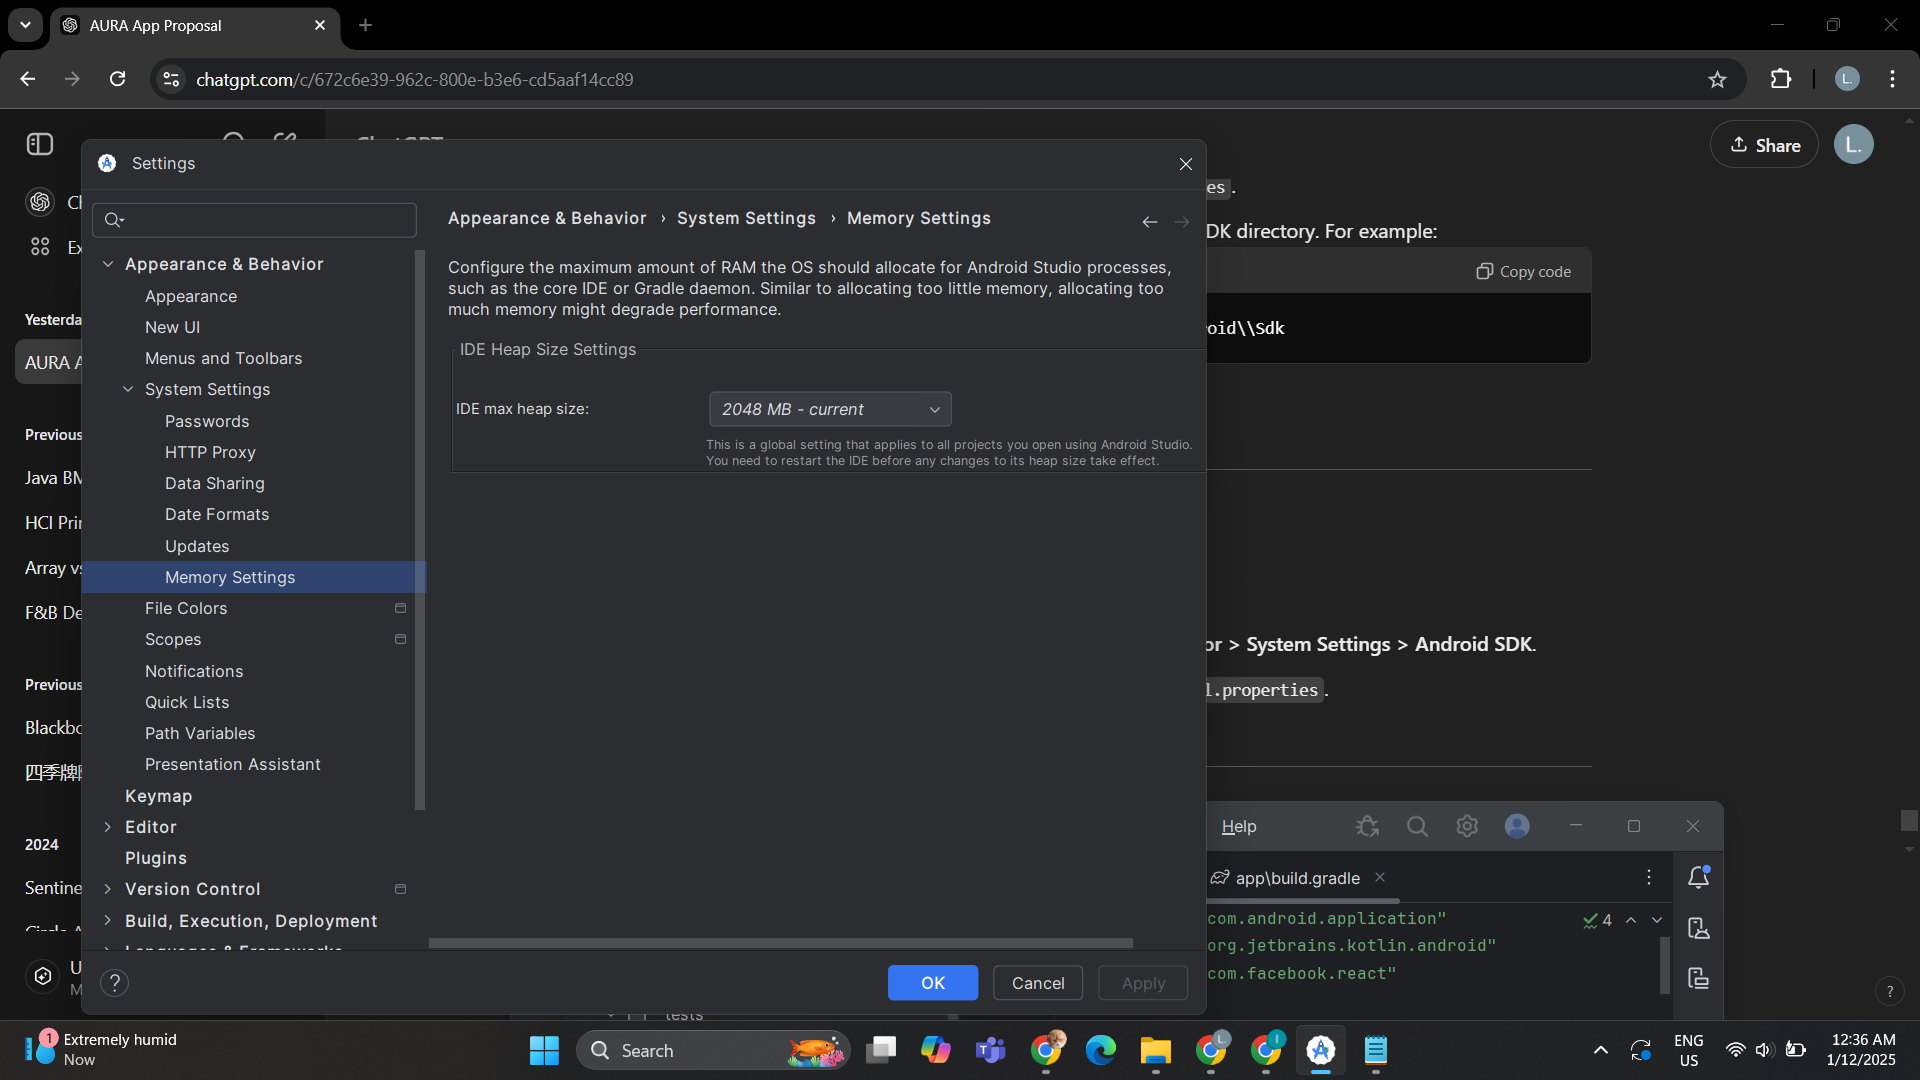 AURA App Proposal
chatgpt.com/c/672c6e39-962c-800e-b3e6-cd5aaf14cc89
L.
Share
L.
Settings
es .
Appearance & Behavior › System Settings › Memory Settings
DK directory. For example:
Appearance & Behavior
Configure the maximum amount of RAM the OS should allocate for Android Studio processes,
such as the core IDE or Gradle daemon. Similar to allocating too little memory, allocating too
much memory might degrade performance.
Copy code
Appearance
New UI
Menus and Toolbars
System Settings
Passwords
HTTP Proxy
Data Sharing
Date Formats
Updates
Memory Settings
File Colors
Scopes
Notifications
Quick Lists
Path Variables
Presentation Assistant
Keymap
Editor
Plugins
Version Control
Build, Execution, Deployment
IDE Heap Size Settings
IDE max heap size:
2048 MB - current
This is a global setting that applies to all projects you open using Android Studio.
You need to restart the IDE before any changes to its heap size take effect.
oid\\Sdk
?
OK
Cancel
Apply
Yesterda
AURA A
Previous
Java BM
HCI Prin
Array vs
F&B De
Previous
Blackbo
四季牌
2024
Sentine
or > System Settings > Android SDK.
l.properties .
Help
app\build.gradle
com.android.application"
4
org.jetbrains.kotlin.android"
com.facebook.react"
tests
?
1
Extremely humid
Now
Search
L
I
ENG
US
12:36 AM
1/12/2025